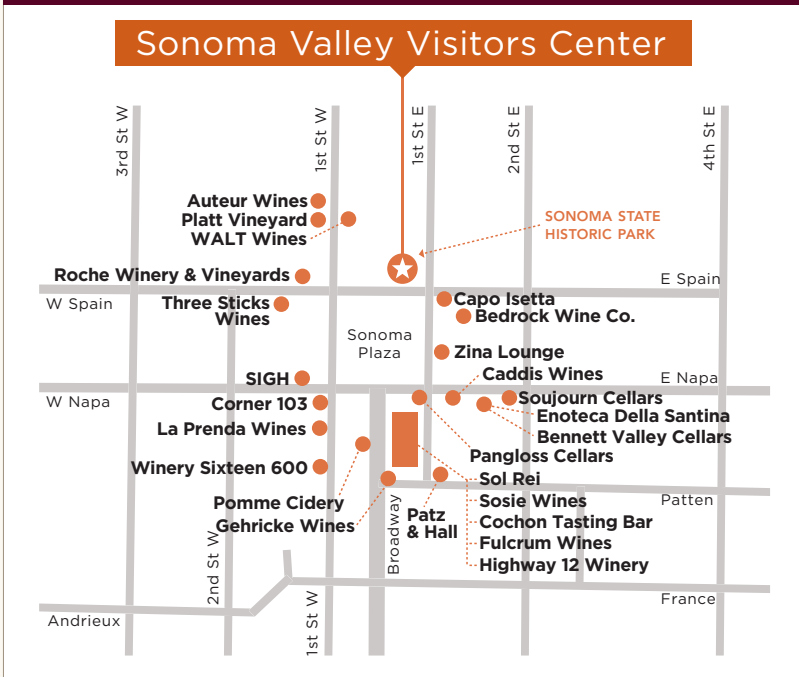 Sonoma Valley Visitors Center
3rd St W
1st St W
1st St E
2nd St E
4th St E
Auteur Wines
Platt Vineyard
WALT Wines
SONOMA STATE
HISTORIC PARK
Roche Winery & Vineyards
E Spain
W Spain
Three Sticks
Wines
Capo Isetta
Bedrock Wine Co.
Sonoma
Plaza
Zina Lounge
Caddis Wines
SIGH
E Napa
W Napa
Corner 103
Soujourn Cellars
Enoteca Della Santina
La Prenda Wines
Bennett Valley Cellars
Pangloss Cellars
Winery Sixteen 600
Sol Rei
Pomme Cidery
Sosie Wines
Patten
Gehricke Wines
Patz
& Hall
Cochon Tasting Bar
Fulcrum Wines
Highway 12 Winery
2nd St W
Broadway
France
Andrieux
1st St W